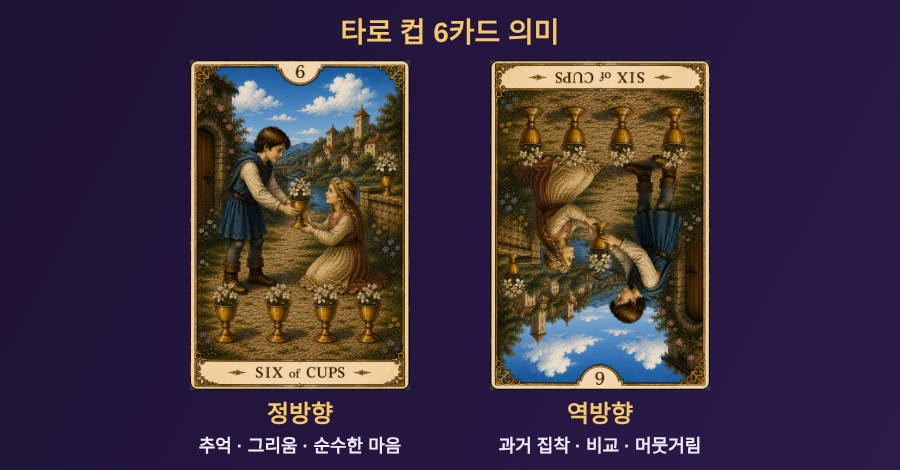 타로 컵 6카드 의미
6
SIX of CUPS
정방향
추억 · 그리움 · 순수한 마음
SIX of CUPS
6
역방향
과거 집착 · 비교 · 머뭇거림